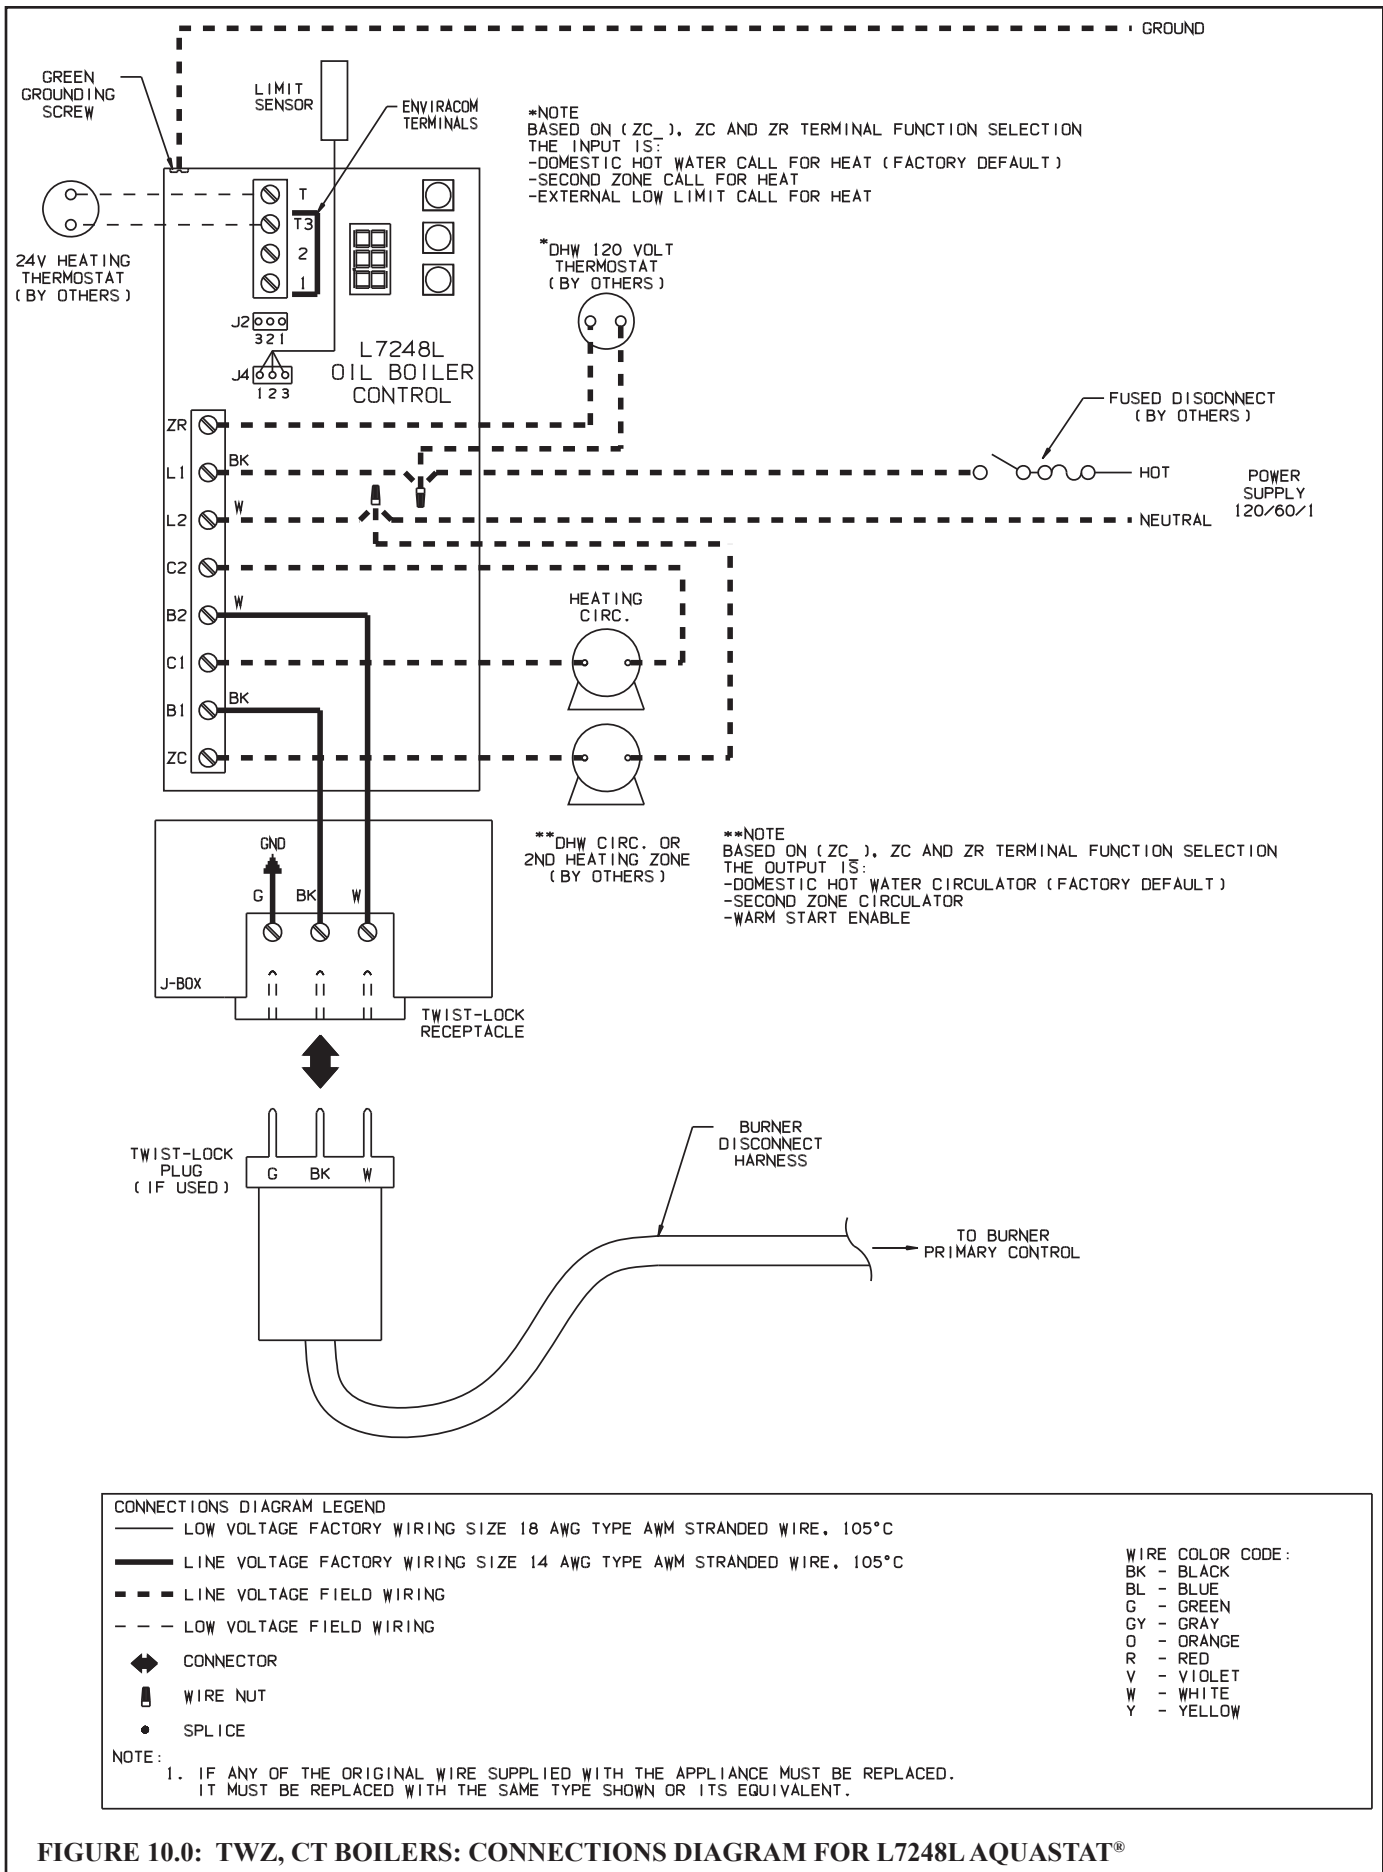 GROUND
GREEN
GROUNDING
SCREW
LIMIT
SENSOR
ENVIRACOM
TERMINALS
*NOTE
BASED ON (ZC_), ZC AND ZR TERMINAL FUNCTION SELECTION
THE INPUT IS:
-DOMESTIC HOT WATER CALL FOR HEAT (FACTORY DEFAULT)
-SECOND ZONE CALL FOR HEAT
-EXTERNAL LOW LIMIT CALL FOR HEAT
T
T3
2
1
24V HEATING
THERMOSTAT
(BY OTHERS)
*DHW 120 VOLT
THERMOSTAT
(BY OTHERS)
J2
321
J4
123
L7248L
OIL BOILER
CONTROL
FUSED DISOCNNECT
(BY OTHERS)
ZR
L1
BK
HOT
L2
W
NEUTRAL
POWER
SUPPLY
120/60/1
C2
B2
W
HEATING
CIRC.
C1
B1
BK
ZC
**DHW CIRC. OR
2ND HEATING ZONE
(BY OTHERS)
**NOTE
BASED ON (ZC_), ZC AND ZR TERMINAL FUNCTION SELECTION
THE OUTPUT IS:
-DOMESTIC HOT WATER CIRCULATOR (FACTORY DEFAULT)
-SECOND ZONE CIRCULATOR
-WARM START ENABLE
GND
G
BK
W
J-BOX
TWIST-LOCK
RECEPTACLE
TWIST-LOCK
PLUG
(IF USED)
G
BK
W
BURNER
DISCONNECT
HARNESS
TO BURNER
PRIMARY CONTROL
CONNECTIONS DIAGRAM LEGEND
LOW VOLTAGE FACTORY WIRING SIZE 18 AWG TYPE AWM STRANDED WIRE, 105°C
LINE VOLTAGE FACTORY WIRING SIZE 14 AWG TYPE AWM STRANDED WIRE, 105°C
LINE VOLTAGE FIELD WIRING
LOW VOLTAGE FIELD WIRING
CONNECTOR
WIRE NUT
SPLICE
WIRE COLOR CODE:
BK - BLACK
BL - BLUE
G - GREEN
GY - GRAY
O - ORANGE
R - RED
V - VIOLET
W - WHITE
Y - YELLOW
NOTE:
1. IF ANY OF THE ORIGINAL WIRE SUPPLIED WITH THE APPLIANCE MUST BE REPLACED.
IT MUST BE REPLACED WITH THE SAME TYPE SHOWN OR ITS EQUIVALENT.
FIGURE 10.0: TWZ, CT BOILERS: CONNECTIONS DIAGRAM FOR L7248L AQUASTAT®